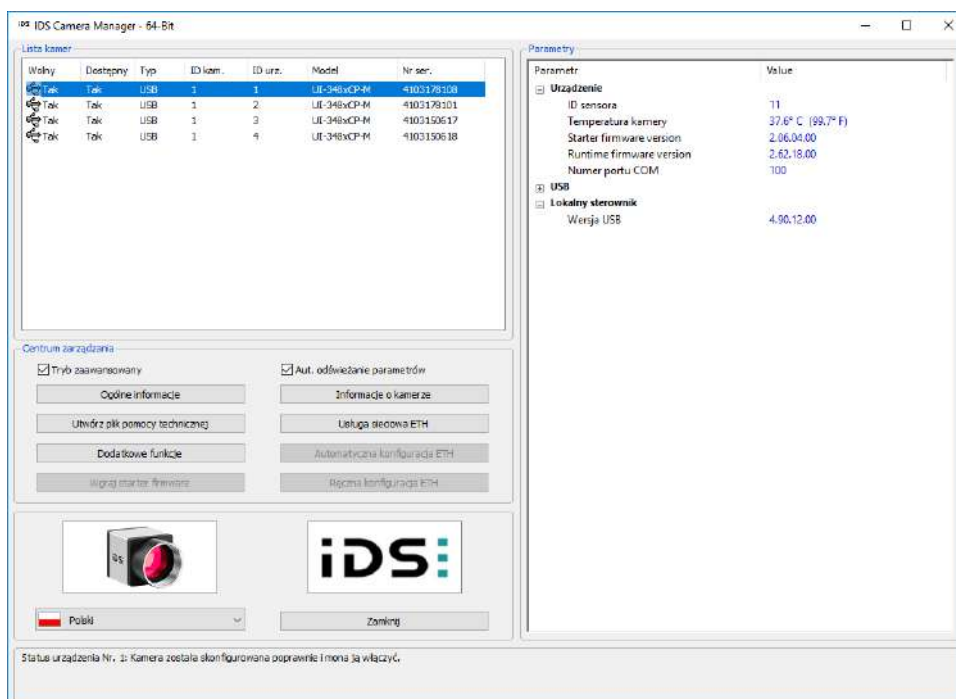 IDS Camera Manager - 64-Bit
Lista kamer
Wolny Dostępny Typ ID kam. ID urz. Model Nr ser.
Tak Tak USB 1 1 UI-348xCP-M 4103178108
Tak Tak USB 1 2 UI-348xCP-M 4103178101
Tak Tak USB 1 3 UI-348xCP-M 4103150617
Tak Tak USB 1 4 UI-348xCP-M 4103150618
Centrum zarządzania
Tryb zaawansowany
Aut. odświeżanie parametrów
Ogólne informacje
Informacje o kamerze
Utwórz plik pomocy technicznej
Usługa sieciowa ETH
Dodatkowe funkcje
Automatyczna konfiguracja ETH
Wgraj starter firmware
Ręczna konfiguracja ETH
iDS
iDS
Polski
Zamknij
Parametry
Parametr Value
Urządzenie
ID sensora 11
Temperatura kamery 37.6° C (99.7° F)
Starter firmware version 2.06.04.00
Runtime firmware version 2.62.18.00
Numer portu COM 100
USB
Lokalny sterownik
Wersja USB 4.90.12.00
Status urządzenia Nr. 1: Kamera została skonfigurowana poprawnie i mona ją włączyć.